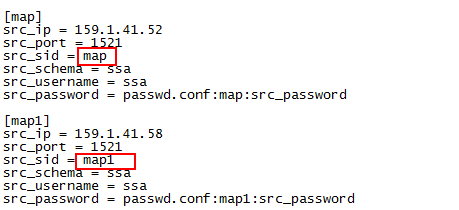 [map]
src_ip = 159.1.41.52
src_port = 1521
src_sid = map
src_schema = ssa
src_username = ssa
src_password = passwd.conf:map:src_password
[map1]
src_ip = 159.1.41.58
src_port = 1521
src_sid = map1
src_schema = ssa
src_username = ssa
src_password = passwd.conf:map1:src_password